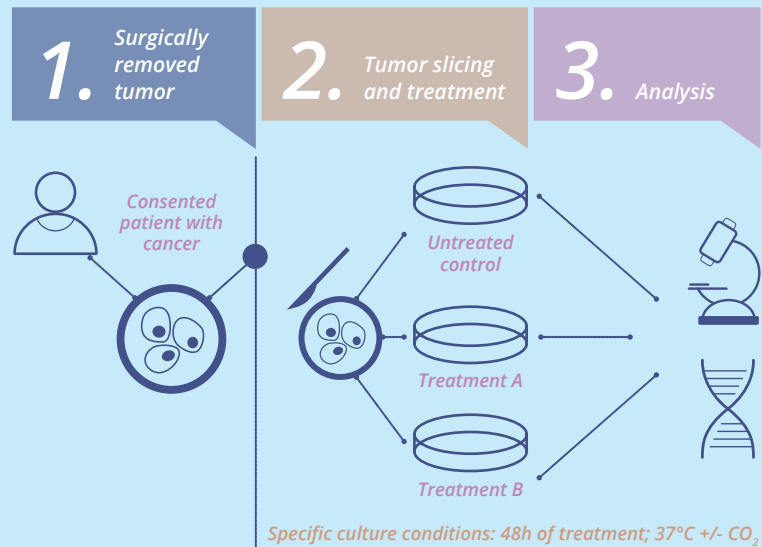 1.
Surgically
removed
tumor
2.
Tumor slicing
and treatment
3.
Analysis
Consented
patient with
cancer
Untreated
control
Treatment A
Treatment B
Specific culture conditions: 48h of treatment; 37°C +/- CO₂